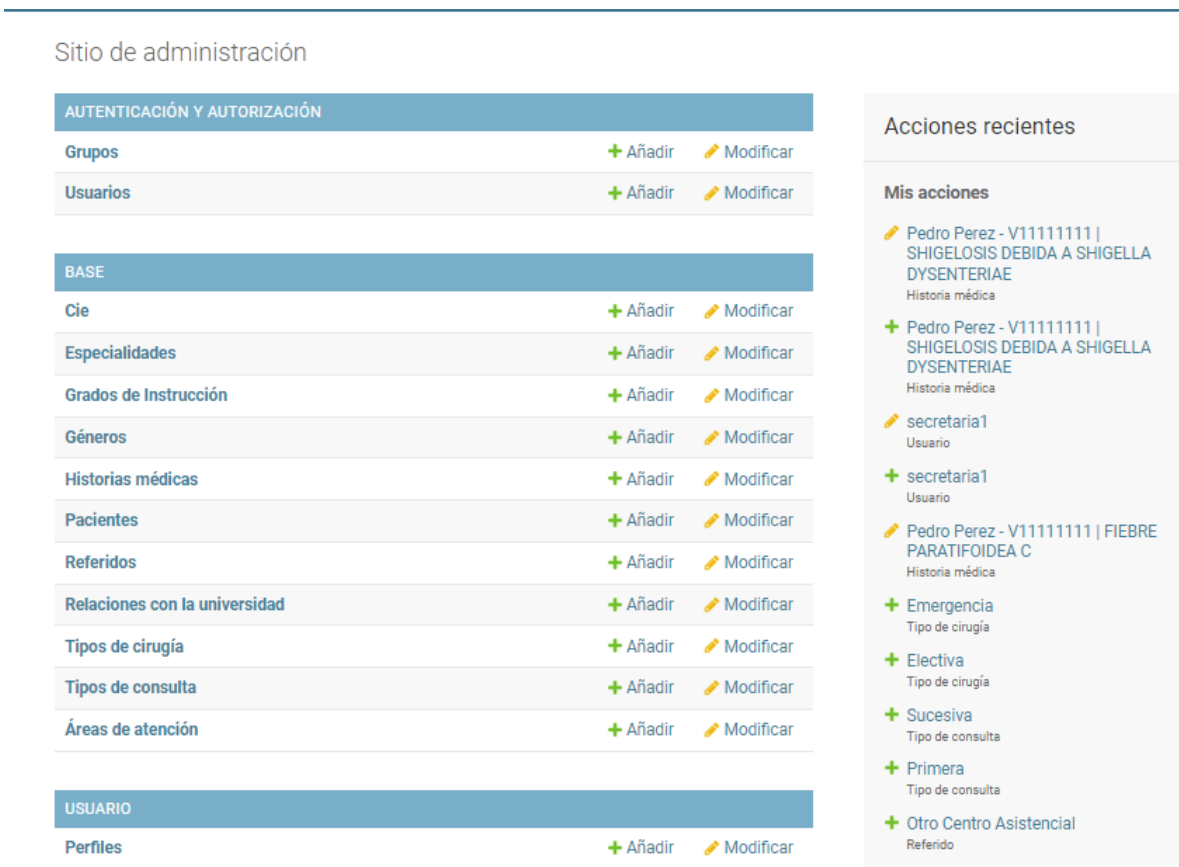 Sitio de administración
AUTENTICACIÓN Y AUTORIZACIÓN
Grupos Añadir Modificar
Usuarios Añadir Modificar
BASE
Cie Añadir Modificar
Especialidades Añadir Modificar
Grados de Instrucción Añadir Modificar
Géneros Añadir Modificar
Historias médicas Añadir Modificar
Pacientes Añadir Modificar
Referidos Añadir Modificar
Relaciones con la universidad Añadir Modificar
Tipos de cirugía Añadir Modificar
Tipos de consulta Añadir Modificar
Áreas de atención Añadir Modificar
USUARIO
Perfiles Añadir Modificar
Acciones recientes
Mis acciones
Pedro Perez - V11111111 |
SHIGELOSIS DEBIDA A SHIGELLA
DYSENTERIAE
Historia médica
Pedro Perez - V11111111 |
SHIGELOSIS DEBIDA A SHIGELLA
DYSENTERIAE
Historia médica
secretaria1
Usuario
secretaria1
Usuario
Pedro Perez - V11111111 | FIEBRE
PARATIFOIDEA C
Historia médica
Emergencia
Tipo de cirugía
Electiva
Tipo de cirugía
Sucesiva
Tipo de consulta
Primera
Tipo de consulta
Otro Centro Asistencial
Referido